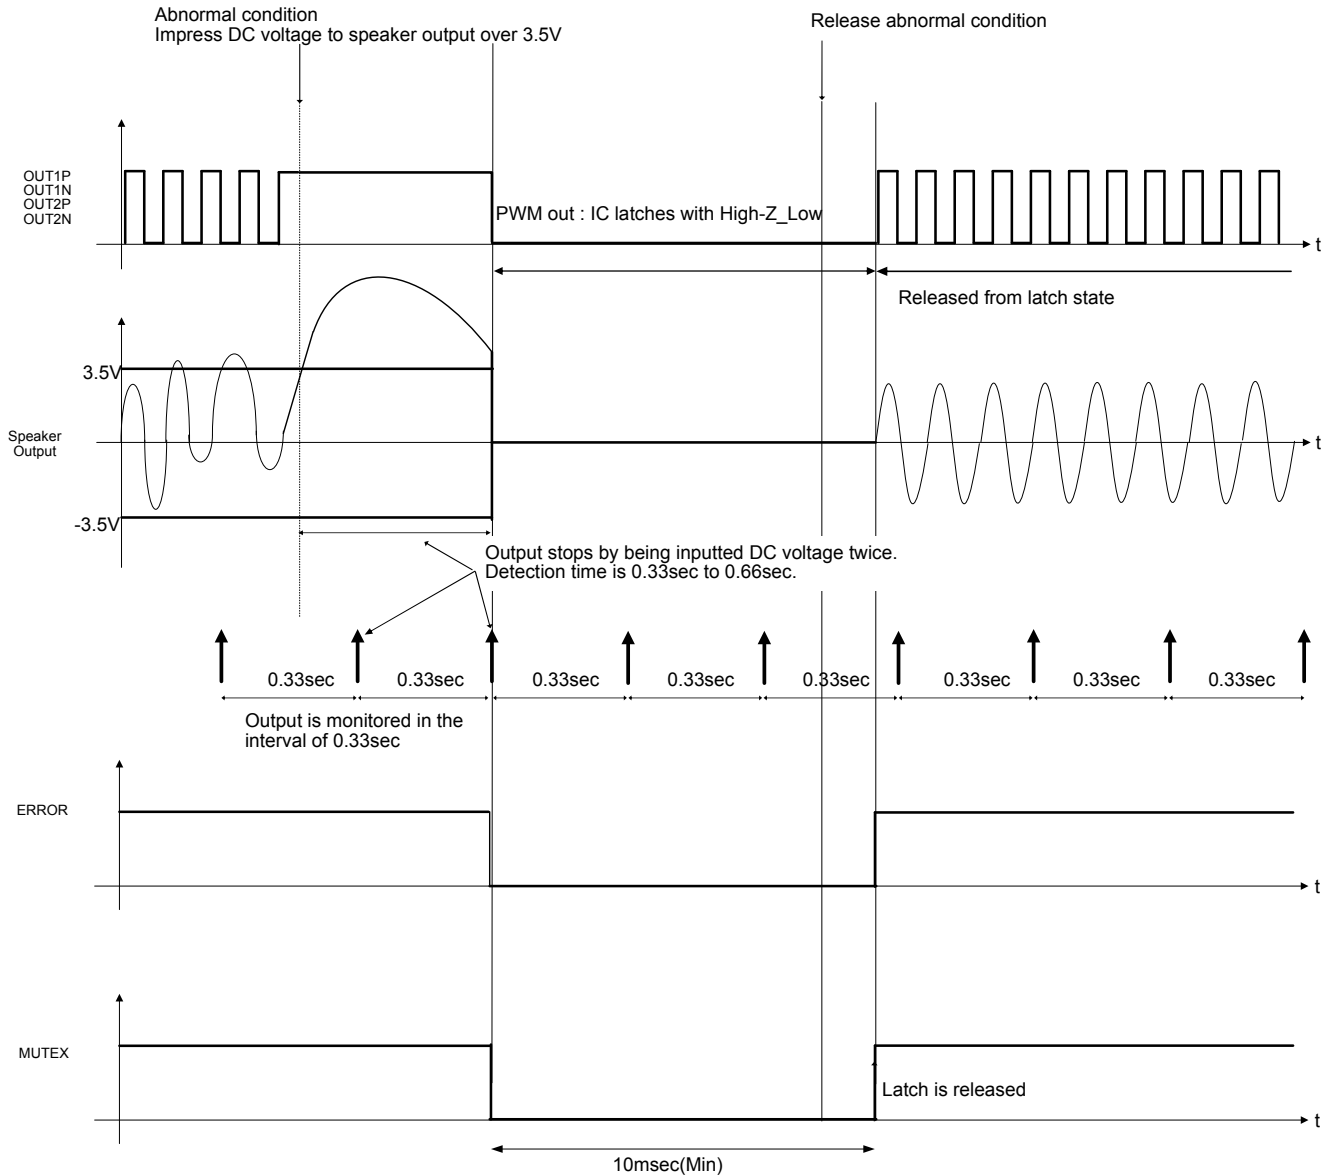 Abnormal condition
Impress DC voltage to speaker output over 3.5V
Release abnormal condition
OUT1P
OUT1N
OUT2P
OUT2N
PWM out : IC latches with High-Z_Low
t
Released from latch state
3.5V
Speaker
Output
t
-3.5V
Output stops by being inputted DC voltage twice.
Detection time is 0.33sec to 0.66sec.
0.33sec
0.33sec
0.33sec
0.33sec
0.33sec
0.33sec
0.33sec
0.33sec
Output is monitored in the
interval of 0.33sec
ERROR
t
MUTEX
Latch is released
t
10msec(Min)